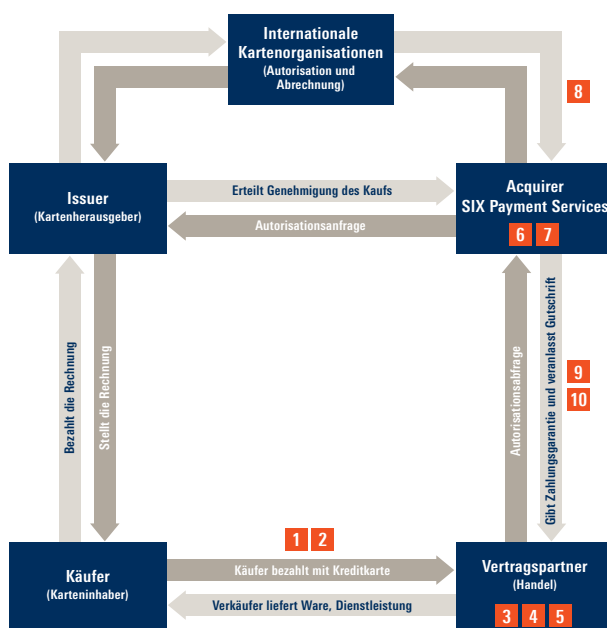 Internationale
Kartenorganisationen
(Autorisation und
Abrechnung)
8
Issuer
(Kartenherausgeber)
Erteilt Genehmigung des Kaufs
Autorisationsanfrage
Acquirer
SIX Payment Services
6 7
Bezahlt die Rechnung
Stellt die Rechnung
Autorisationsabfrage
Gibt Zahlungsgarantie und veranlasst Gutschrift
9
10
1 2
Käufer
(Karteninhaber)
Käufer bezahlt mit Kreditkarte
Verkäufer liefert Ware, Dienstleistung
Vertragspartner
(Handel)
3 4 5